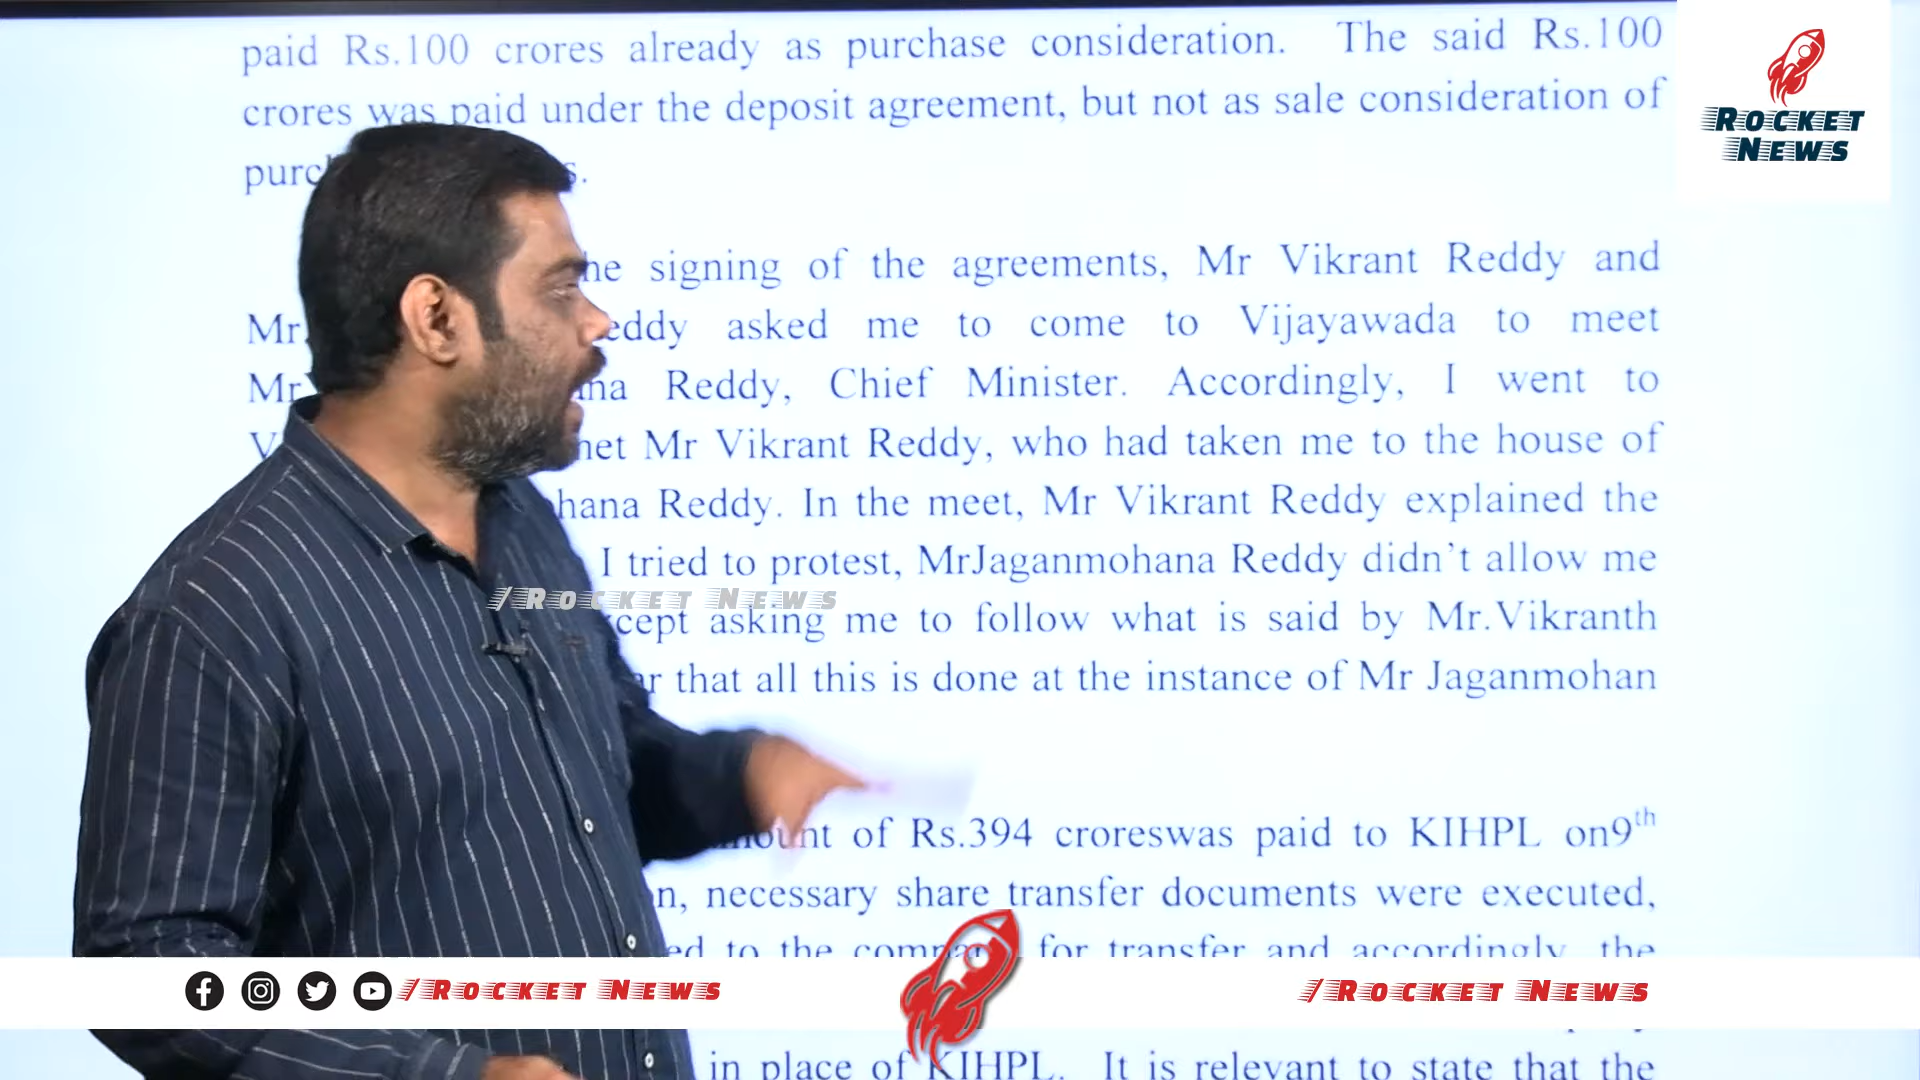 paid Rs.100 crores already as purchase consideration. The said Rs.100
crores was paid under the deposit agreement, but not as sale consideration of
signing of the agreements, Mr Vikrant Reddy and
Mr. asked me to come to Vijayawada to meet
Mr Reddy, Chief Minister. Accordingly, I went to
Mr Vikrant Reddy, who had taken me to the house of
Reddy. In the meet, Mr Vikrant Reddy explained the
I tried to protest, MrJaganmohana Reddy didn’t allow me
asking me to follow what is said by Mr.Vikranth
that all this is done at the instance of Mr Jaganmohan
of Rs.394 croreswas paid to KIHPL on9th
necessary share transfer documents were executed,
to the company for transfer and accordingly, the
in place of KIHPL. It is relevant to state that the
ROCKET
NEWS
/ROCKET NEWS
/ROCKET NEWS
/ROCKET NEWS